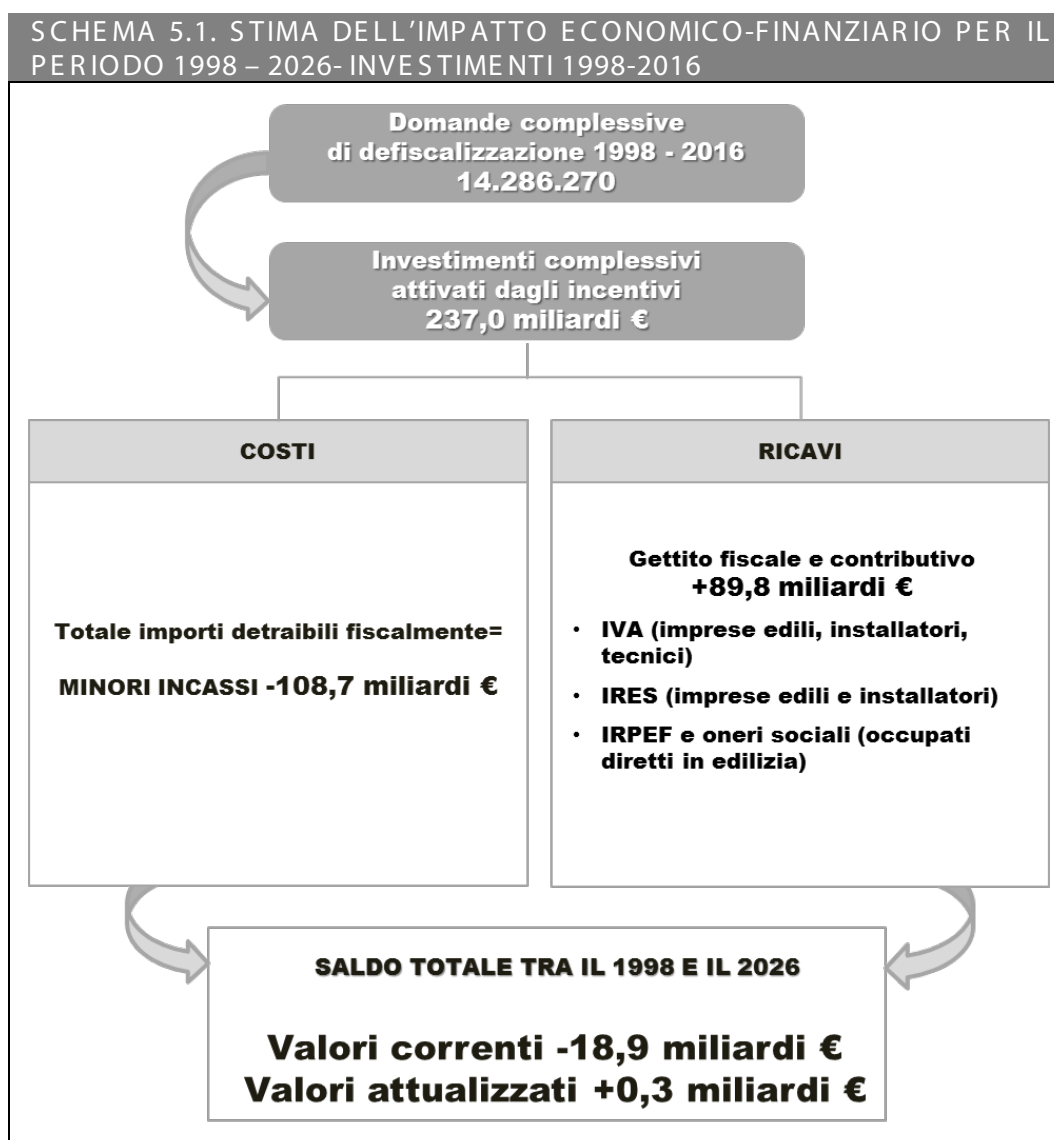 SCHEMA 5.1. STIMA DELL'IMPATTO ECONOMICO-FINANZIARIO PER IL
PERIODO 1998 – 2026- INVESTIMENTI 1998-2016
Domande complessive
di defiscalizzazione 1998 - 2016
14.286.270
Investimenti complessivi
attivati dagli incentivi
237,0 miliardi €
COSTI
Totale importi detraibili fiscalmente=
MINORI INCASSI -108,7 miliardi €
RICAVI
Gettito fiscale e contributivo
+89,8 miliardi €
• IVA (imprese edili, installatori,
tecnici)
• IRES (imprese edili e installatori)
• IRPEF e oneri sociali (occupati
diretti in edilizia)
SALDO TOTALE TRA IL 1998 E IL 2026
Valori correnti -18,9 miliardi €
Valori attualizzati +0,3 miliardi €